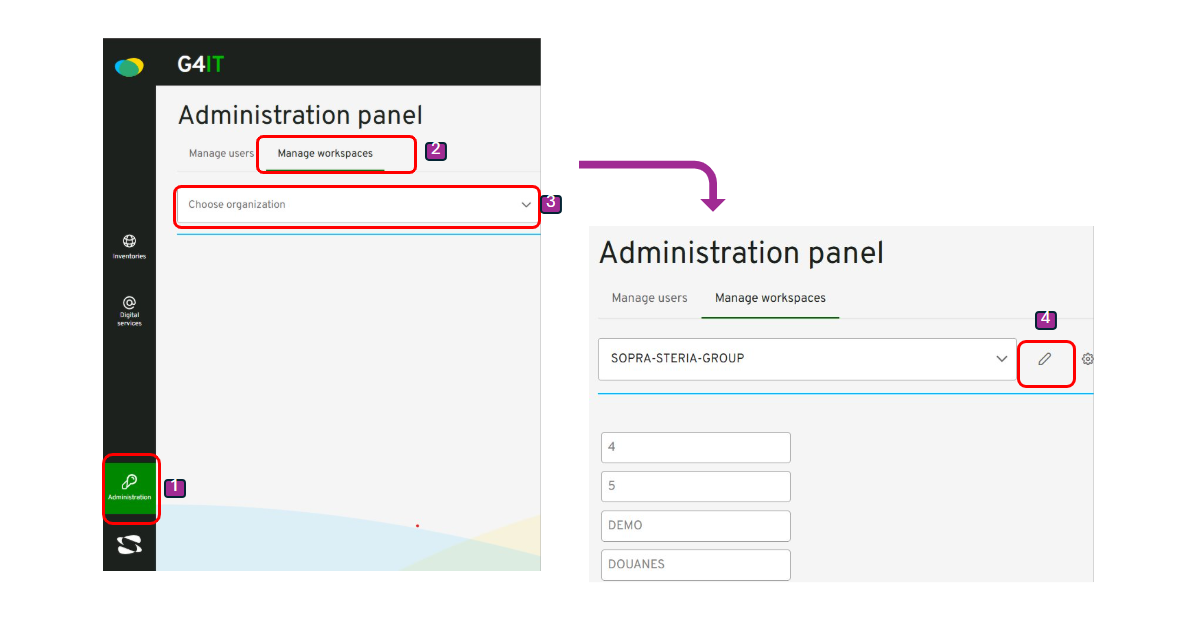 G4IT
Administration panel
Manage users
Manage workspaces
2
Choose organization
3
Inventories
Digital
services
Administration
1
Administration panel
Manage users
Manage workspaces
4
SOPRA-STERIA-GROUP
4
5
DEMO
DOUANES